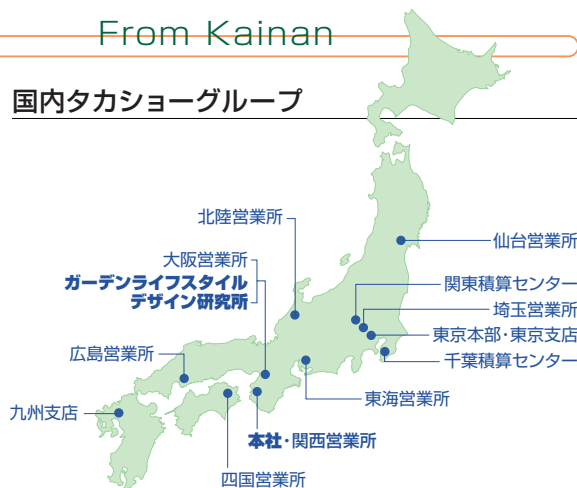 From Kainan
国内タカショーグループ
北陸営業所
仙台営業所
大阪営業所
ガーデンライフスタイル
デザイン研究所
関東積算センター
埼玉営業所
東京本部・東京支店
広島営業所
千葉積算センター
東海営業所
九州支店
本社・関西営業所
四国営業所